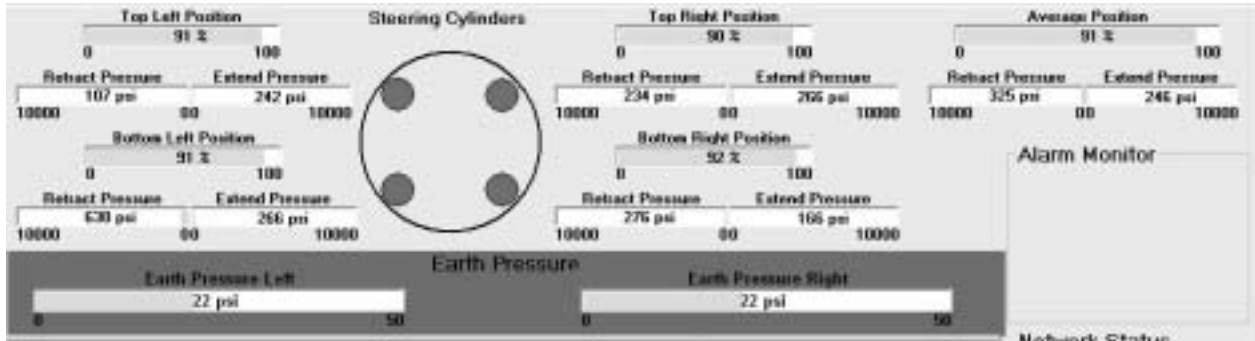 Top Left Position
91 %
0 100
Retract Pressure Extend Pressure
107 psi 242 psi
10000 00 10000
Bottom Left Position
91 %
0 100
Retract Pressure Extend Pressure
630 psi 266 psi
10000 00 10000
Steering Cylinders
Top Right Position
90 %
0 100
Retract Pressure Extend Pressure
234 psi 266 psi
10000 00 10000
Bottom Right Position
92 %
0 100
Retract Pressure Extend Pressure
276 psi 166 psi
10000 00 10000
Average Position
91 %
0 100
Retract Pressure Extend Pressure
325 psi 246 psi
10000 00 10000
Alarm Monitor
Earth Pressure
Earth Pressure Left
22 psi
0 50
Earth Pressure Right
22 psi
0 50
Network Status